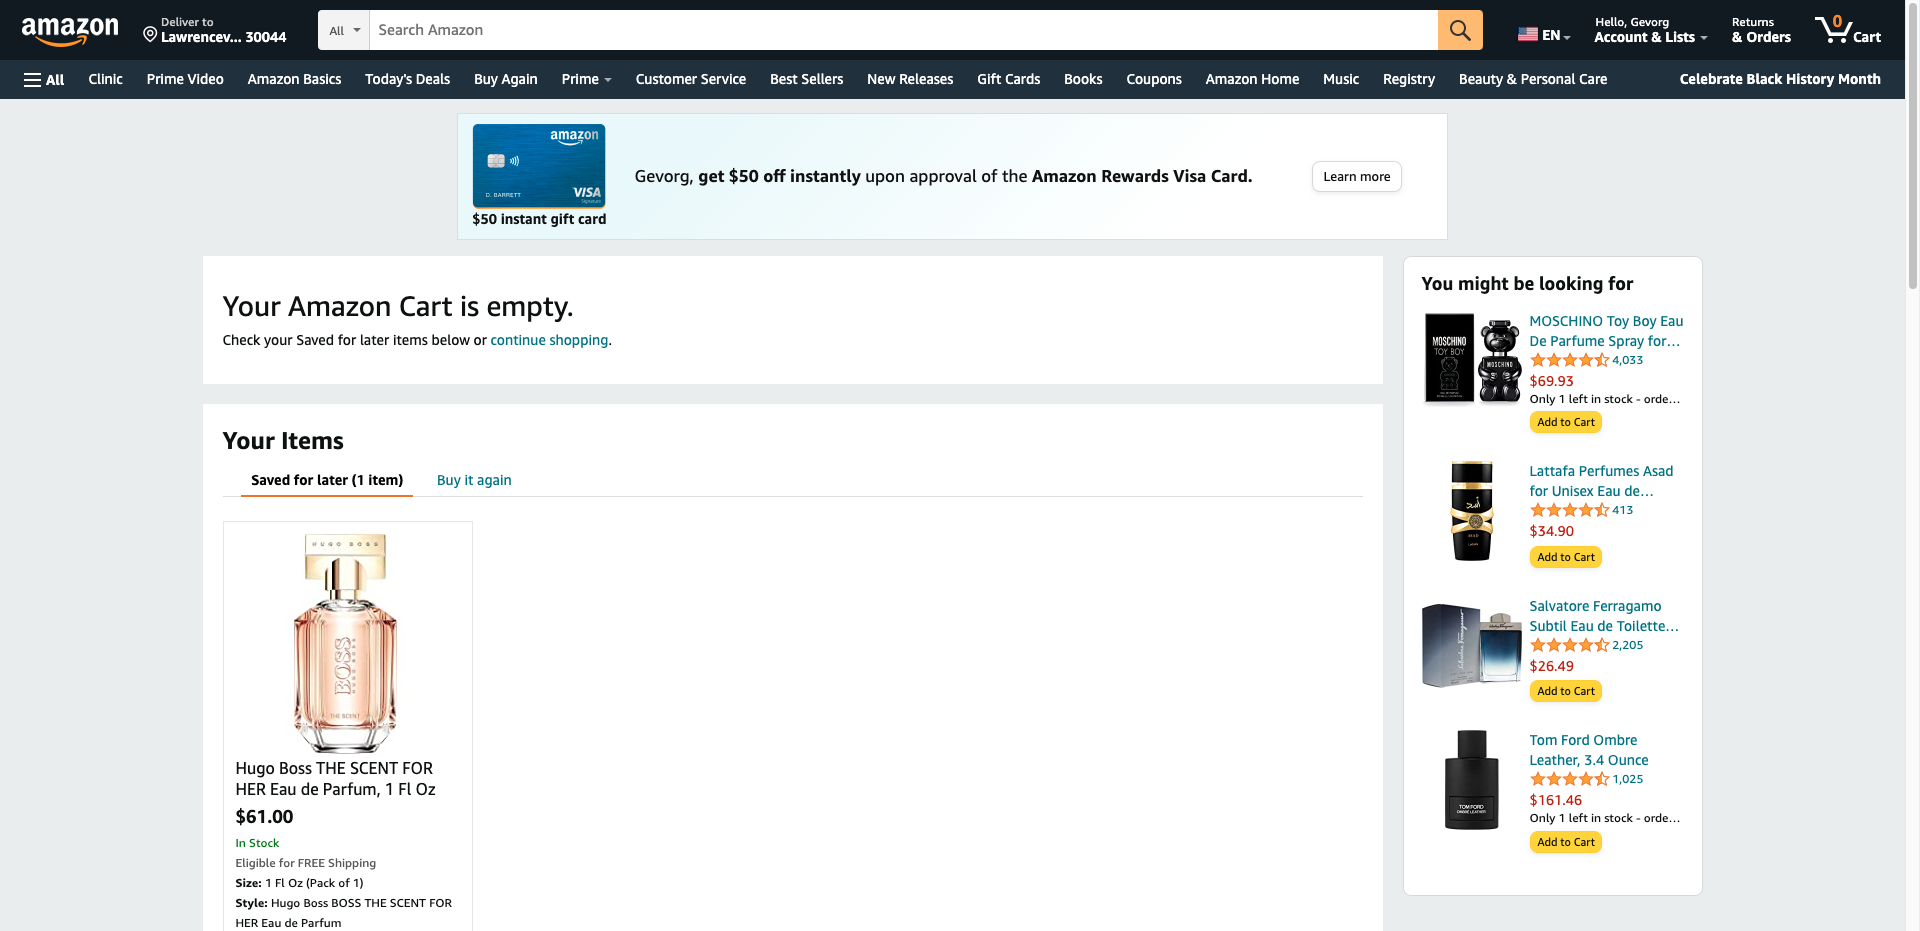 amazon
Deliver to
Lawrencev... 30044
All
Search Amazon
EN
Hello, Gevorg
Account & Lists
Returns
& Orders
0
Cart
All
Clinic
Prime Video
Amazon Basics
Today's Deals
Buy Again
Prime
Customer Service
Best Sellers
New Releases
Gift Cards
Books
Coupons
Amazon Home
Music
Registry
Beauty & Personal Care
Celebrate Black History Month
amazon
D. BARRETT
VISA
Signature
$50 instant gift card
Gevorg, get $50 off instantly upon approval of the Amazon Rewards Visa Card.
Learn more
Your Amazon Cart is empty.
Check your Saved for later items below or continue shopping.
Your Items
Saved for later (1 item)
Buy it again
HUGO BOSS
BOSS
HUGO BOSS
THE SCENT
Hugo Boss THE SCENT FOR
HER Eau de Parfum, 1 Fl Oz
$61.00
In Stock
Eligible for FREE Shipping
Size: 1 Fl Oz (Pack of 1)
Style: Hugo Boss BOSS THE SCENT FOR
HER Eau de Parfum
You might be looking for
MOSCHINO
TOY BOY
MOSCHINO
MOSCHINO Toy Boy Eau
De Parfume Spray for...
4,033
$69.93
Only 1 left in stock - orde...
Add to Cart
Lattafa Perfumes Asad
for Unisex Eau de...
413
$34.90
Add to Cart
Salvatore Ferragamo
Subtil Eau de Toilette...
2,205
$26.49
Add to Cart
TOM FORD
OMBRE LEATHER
Tom Ford Ombre
Leather, 3.4 Ounce
1,025
$161.46
Only 1 left in stock - orde...
Add to Cart